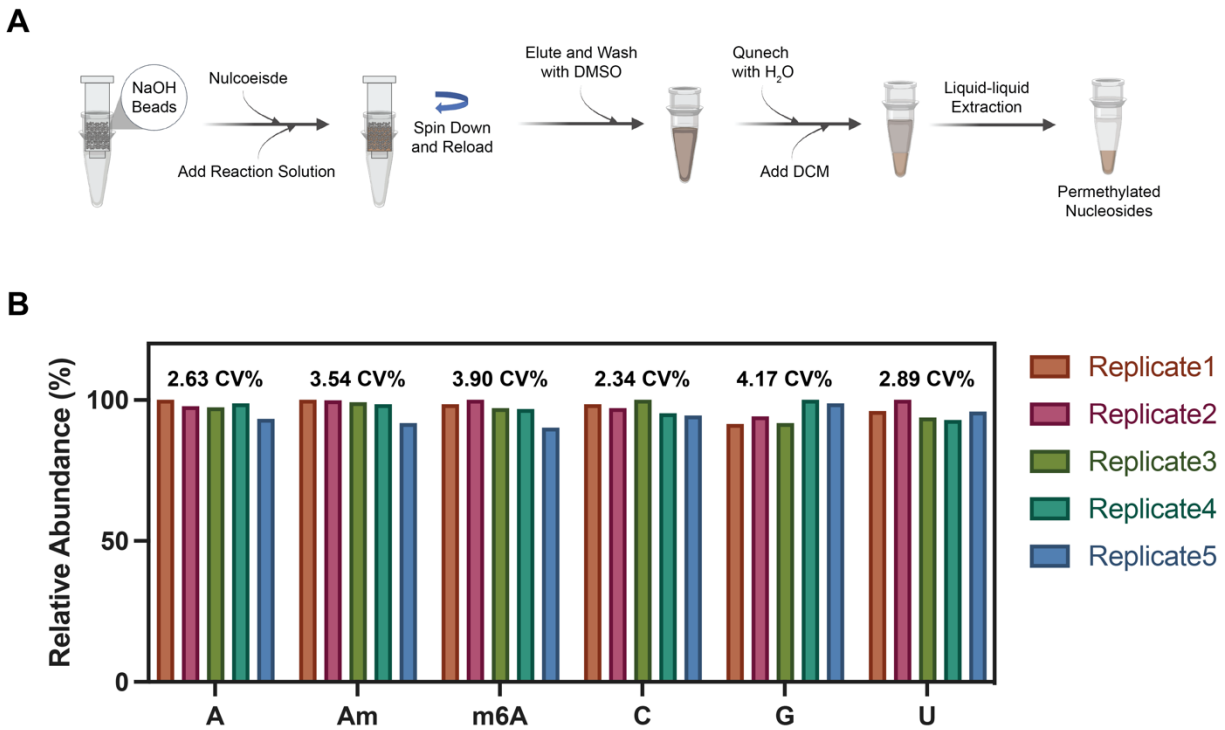 A
NaOH
Beads
Nulcoeisde
Add Reaction Solution
Spin Down
and Reload
Elute and Wash
with DMSO
Qunech
with H₂O
Add DCM
Liquid-liquid
Extraction
Permethylated
Nucleosides
B
Relative Abundance (%)
100
50
0
2.63 CV%
3.54 CV%
3.90 CV%
2.34 CV%
4.17 CV%
2.89 CV%
A
Am
m6A
C
G
U
Replicate1
Replicate2
Replicate3
Replicate4
Replicate5